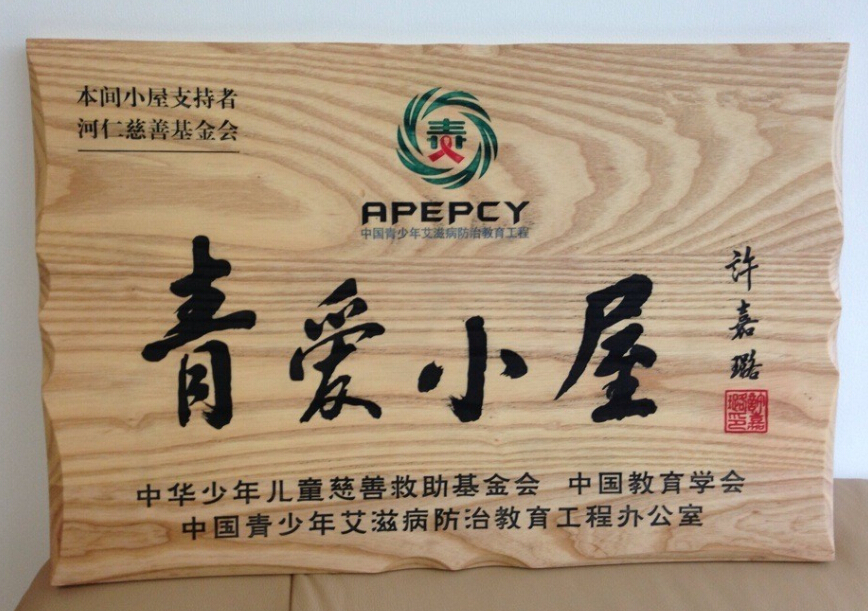 本间小屋支持者
河仁慈善基金会
青
APEPCY
中国青少年艾滋病防治教育工程
青爱小屋
许嘉璐
中华少年儿童慈善救助基金会 中国教育学会
中国青少年艾滋病防治教育工程办公室